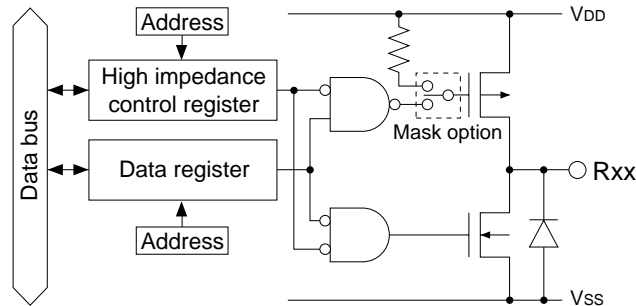 Address
VDD
High impedance
control register
Mask option
Data bus
Data register
Rxx
Address
VSS